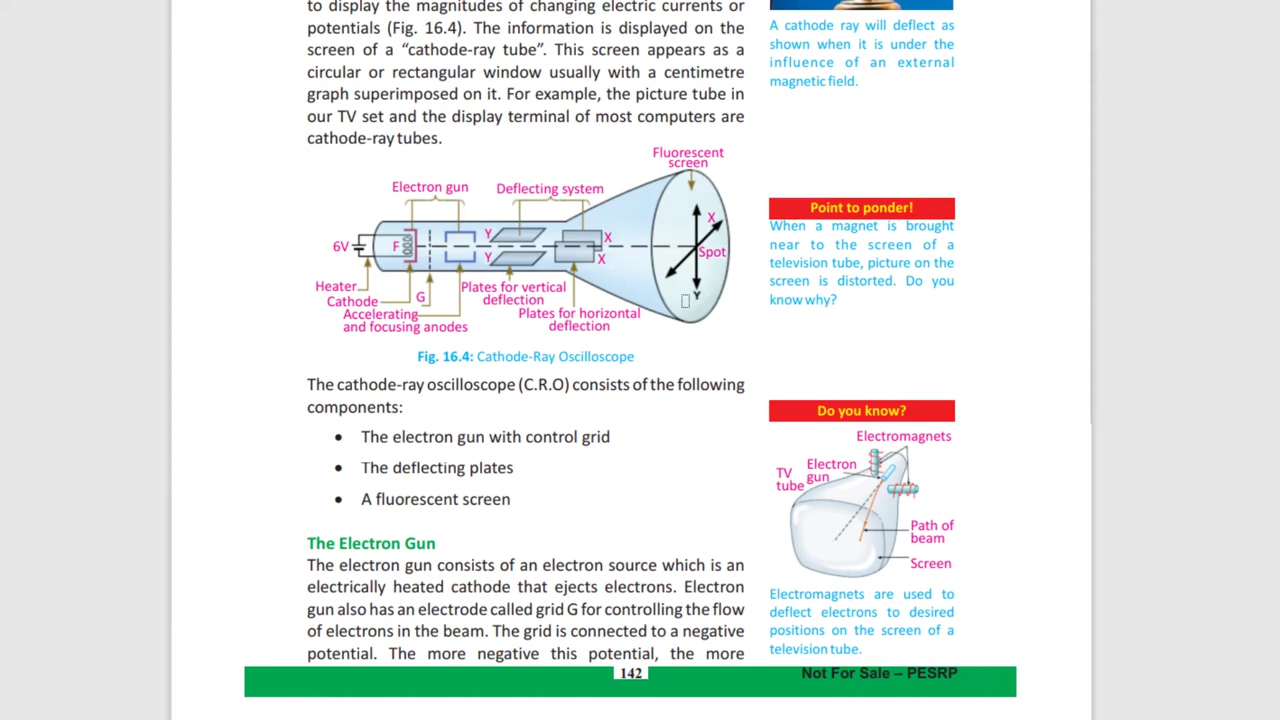 to display the magnitudes of changing electric currents or
potentials (Fig. 16.4). The information is displayed on the
screen of a “cathode-ray tube”. This screen appears as a
circular or rectangular window usually with a centimetre
graph superimposed on it. For example, the picture tube in
our TV set and the display terminal of most computers are
cathode-ray tubes.
Fluorescent
screen
Electron gun
Deflecting system
6V
F
Y
Y
X
X
X
Spot
Y
Heater
Cathode
G
Accelerating
and focusing anodes
Plates for vertical
deflection
Plates for horizontal
deflection
Fig. 16.4: Cathode-Ray Oscilloscope
The cathode-ray oscilloscope (C.R.O) consists of the following
components:
• The electron gun with control grid
• The deflecting plates
• A fluorescent screen
The Electron Gun
The electron gun consists of an electron source which is an
electrically heated cathode that ejects electrons. Electron
gun also has an electrode called grid G for controlling the flow
of electrons in the beam. The grid is connected to a negative
potential. The more negative this potential, the more
A cathode ray will deflect as
shown when it is under the
influence of an external
magnetic field.
Point to ponder!
When a magnet is brought
near to the screen of a
television tube, picture on the
screen is distorted. Do you
know why?
Do you know?
Electromagnets
Electron
gun
TV
tube
Path of
beam
Screen
Electromagnets are used to
deflect electrons to desired
positions on the screen of a
television tube.
142
Not For Sale – PESRP